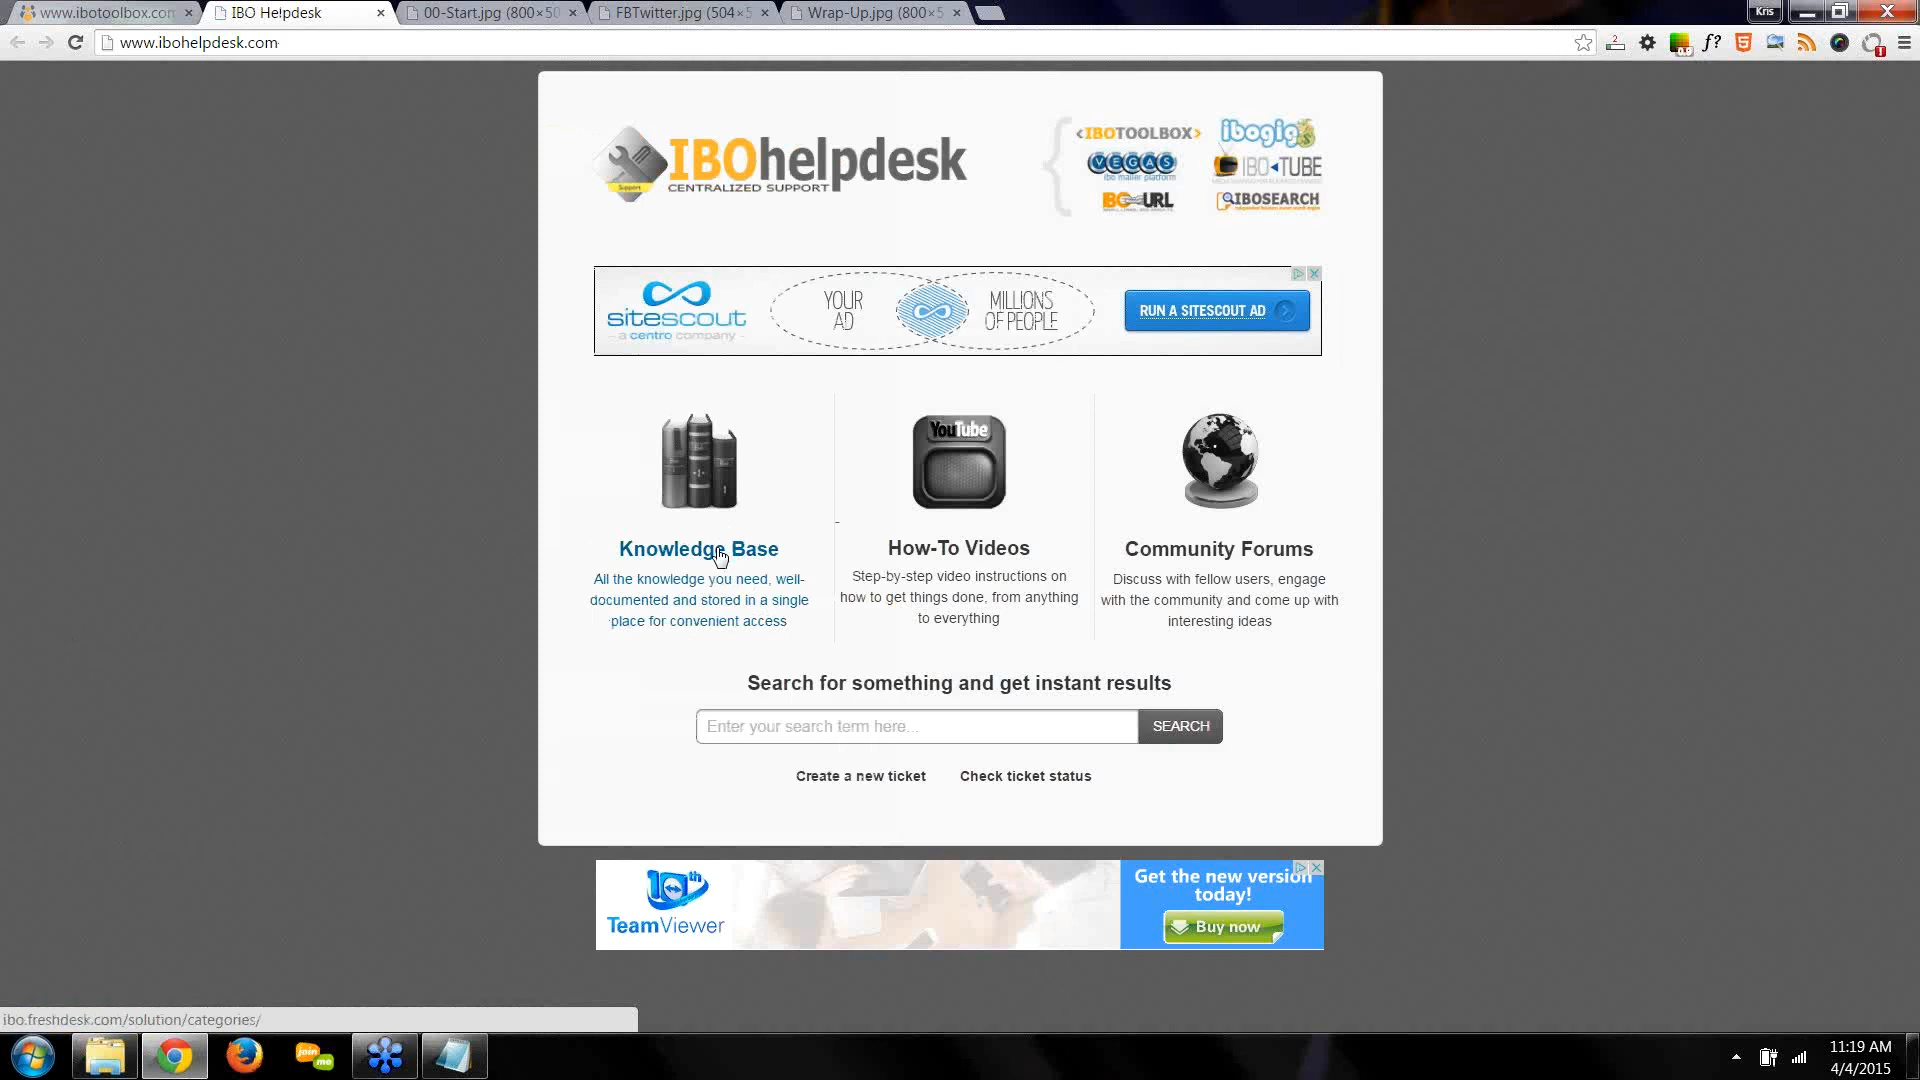 www.ibotoolbox.com
IBO Helpdesk
00-Start.jpg (800×50
FBTwitter.jpg (504×5
Wrap-Up.jpg (800×5
Kris
www.ibohelpdesk.com
2
f?
IBOhelpdesk
CENTRALIZED SUPPORT
Support
<IBOTOOLBOX>
ibogig
VEGAS
ibo mailer platform
IBO TUBE
URL
IBOSEARCH
sitescout
a centro company
YOUR
AD
MILLIONS
OF PEOPLE
RUN A SITESCOUT AD
YouTube
Knowledge Base
All the knowledge you need, well-
documented and stored in a single
place for convenient access
How-To Videos
Step-by-step video instructions on
how to get things done, from anything
to everything
Community Forums
Discuss with fellow users, engage
with the community and come up with
interesting ideas
Search for something and get instant results
Enter your search term here...
SEARCH
Create a new ticket
Check ticket status
10th
TeamViewer
Get the new version
today!
Buy now
ibo.freshdesk.com/solution/categories/
join
me
11:19 AM
4/4/2015